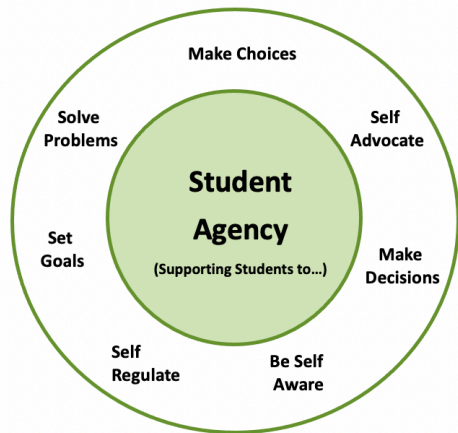 Make Choices
Self
Advocate
Make
Decisions
Be Self
Aware
Self
Regulate
Set
Goals
Solve
Problems
Student
Agency
(Supporting Students to...)